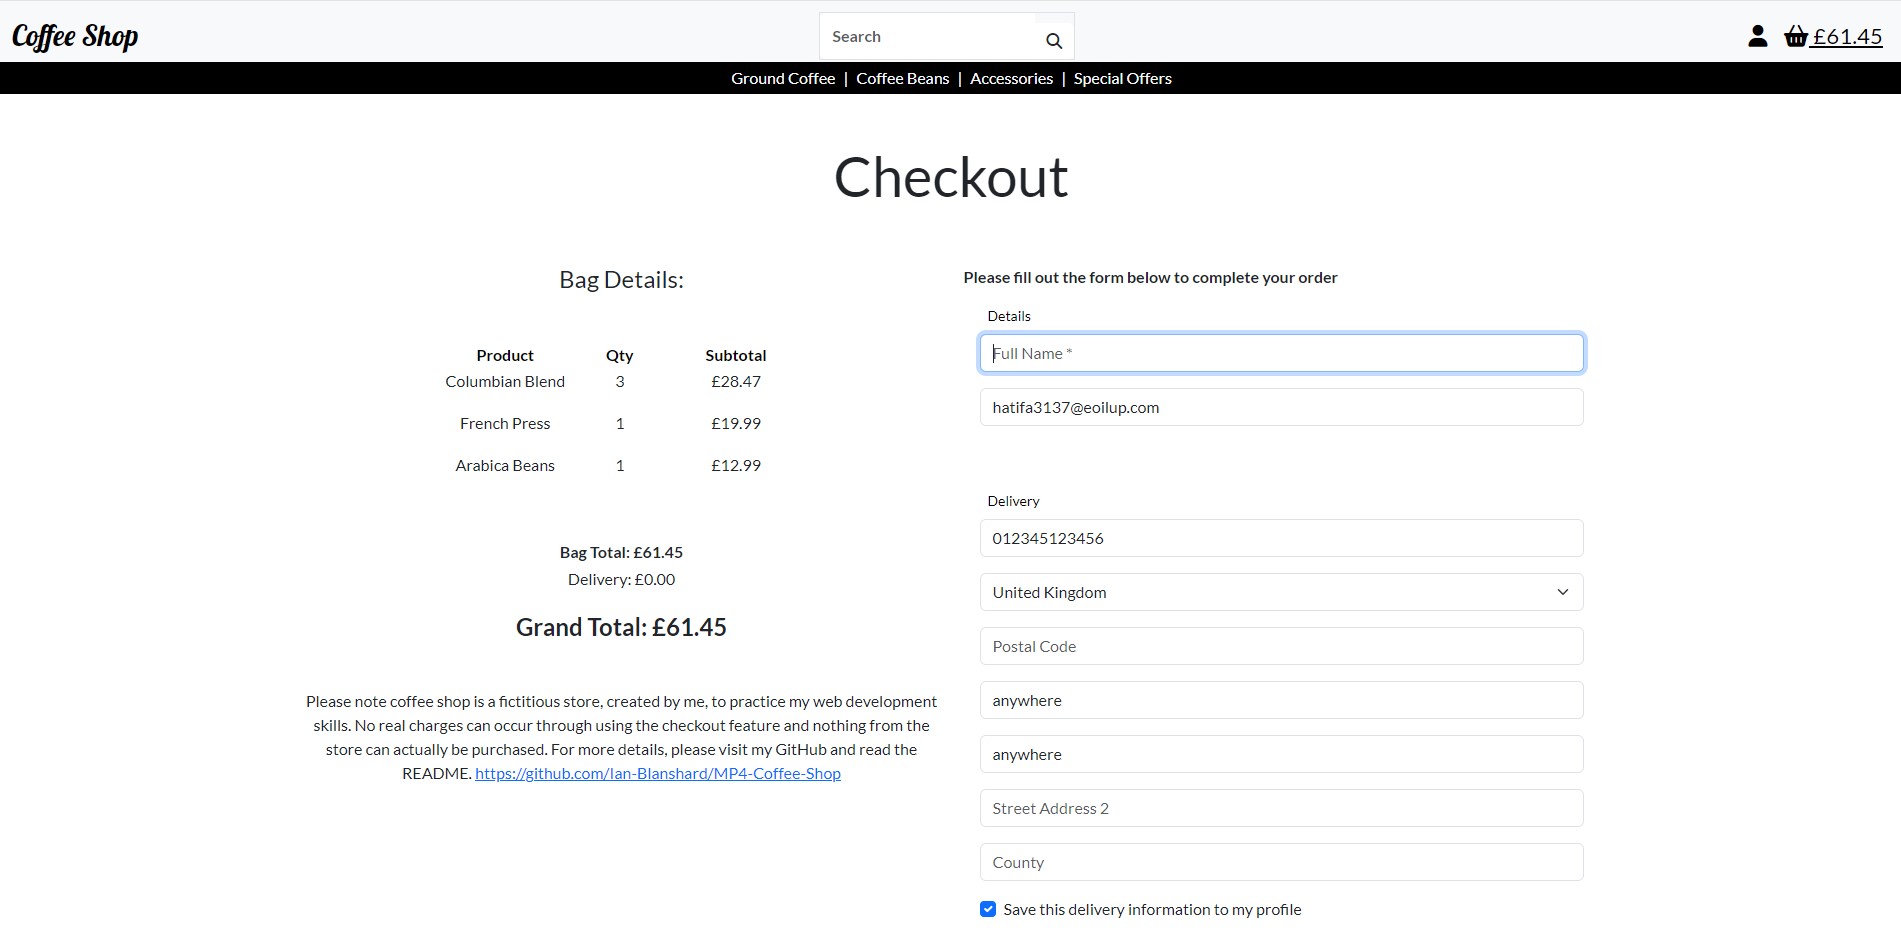 Coffee Shop
Search
£61.45
Ground Coffee | Coffee Beans | Accessories | Special Offers
Checkout
Bag Details:
Product Qty Subtotal
Columbian Blend 3 £28.47
French Press 1 £19.99
Arabica Beans 1 £12.99
Bag Total: £61.45
Delivery: £0.00
Grand Total: £61.45
Please note coffee shop is a fictitious store, created by me, to practice my web development
skills. No real charges can occur through using the checkout feature and nothing from the
store can actually be purchased. For more details, please visit my GitHub and read the
README. https://github.com/Ian-Blanshard/MP4-Coffee-Shop
Please fill out the form below to complete your order
Details
Full Name *
hatifa3137@eoilup.com
Delivery
012345123456
United Kingdom
Postal Code
anywhere
anywhere
Street Address 2
County
Save this delivery information to my profile